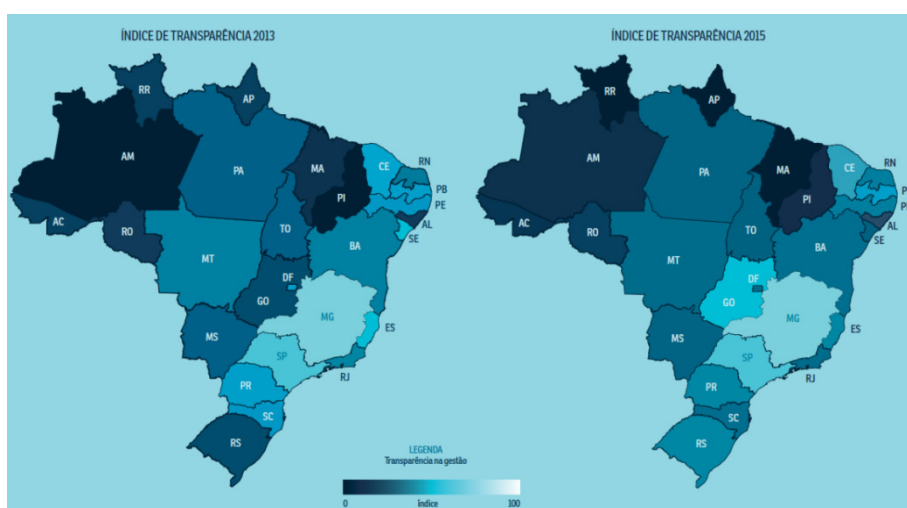 ÍNDICE DE TRANSPARÊNCIA 2013
RR
AP
AM
PA
MA
CE
RN
PI
PB
PE
AC
RO
TO
AL
SE
MT
BA
DF
GO
MG
MS
ES
SP
RJ
PR
SC
RS
ÍNDICE DE TRANSPARÊNCIA 2015
RR
AP
AM
PA
MA
CE
RN
PI
P
P
AC
RO
TO
AL
SE
MT
BA
DF
GO
MG
MS
ES
SP
RJ
PR
SC
RS
LEGENDA
Transparência na gestão
0 índice 100